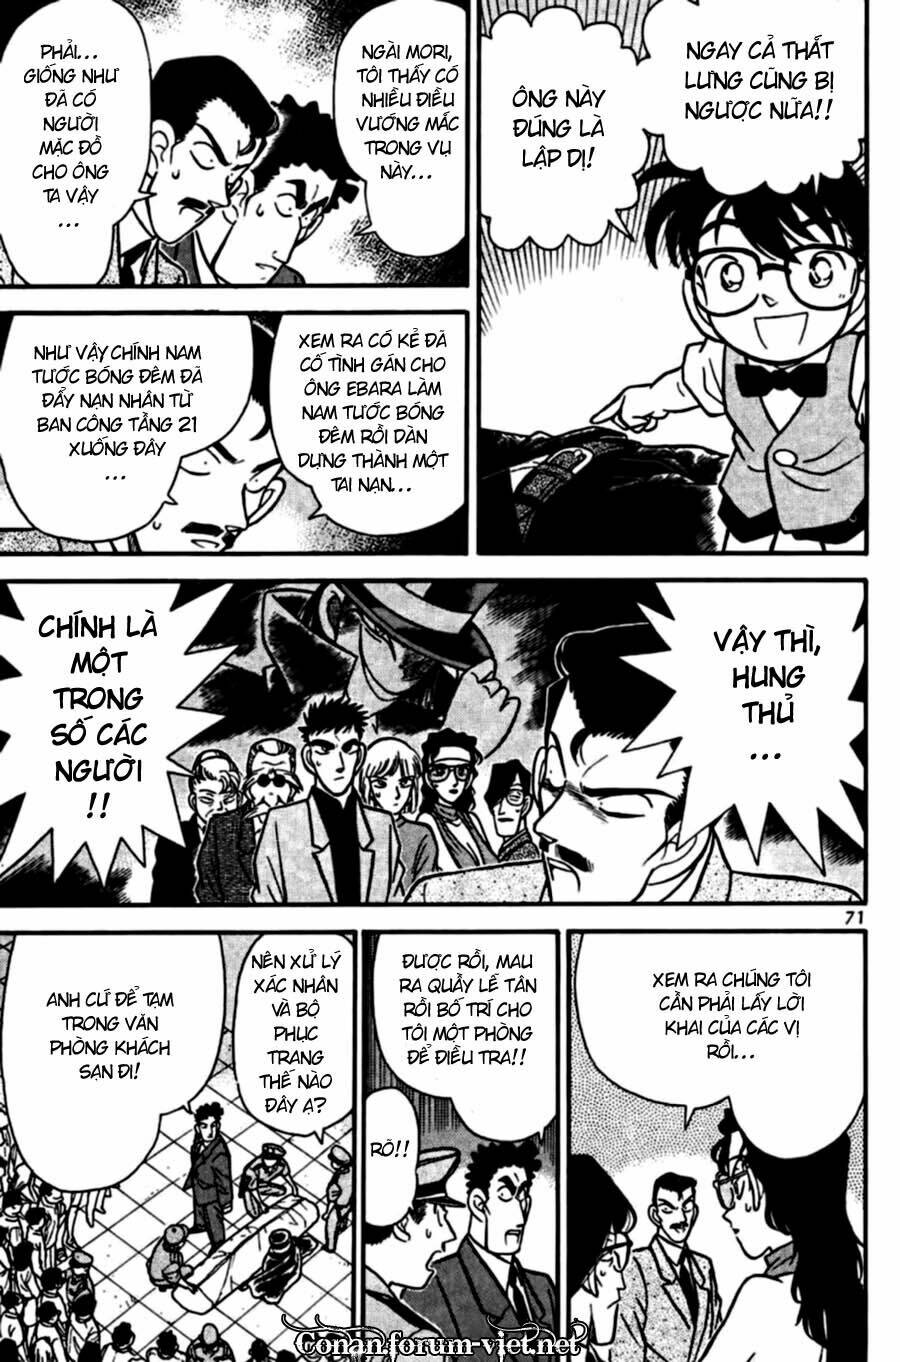 NGAY CẢ THẮT
LƯNG CŨNG BỊ
NGƯỢC NỮA!!
ÔNG NÀY
ĐÚNG LÀ
LẬP DỊ!
NGÀI MORI,
TÔI THẤY CÓ
NHIỀU ĐIỀU
VƯỚNG MẮC
TRONG VỤ
NÀY...
PHẢI...
GIỐNG NHƯ
ĐÃ CÓ
NGƯỜI
MẶC ĐỒ
CHO ÔNG
TA VẬY
...
XEM RA CÓ KẺ ĐÃ
CỐ TÌNH GÁN CHO
ÔNG EBARA LÀM
NAM TƯỚC BÓNG
ĐÊM RỒI DÀN
DỰNG THÀNH MỘT
TAI NẠN...
NHƯ VẬY CHÍNH NAM
TƯỚC BÓNG ĐÊM ĐÃ
ĐẨY NẠN NHÂN TỪ
BAN CÔNG TẦNG 21
XUỐNG ĐÂY
...
VẬY THÌ,
HUNG
THỦ
...
CHÍNH LÀ
MỘT
TRONG
SỐ CÁC
NGƯỜI
!!
71
XEM RA CHÚNG TÔI
CẦN PHẢI LẤY LỜI
KHAI CỦA CÁC VỊ
RỒI...
ĐƯỢC RỒI, MAU
RA QUẦY LỄ TÂN
RỒI BỐ TRÍ CHO
TÔI MỘT PHÒNG
ĐỂ ĐIỀU TRA!!
RÕ!!
NÊN XỬ LÝ
XÁC NHÂN
VÀ BỘ
PHỤC
TRANG
THẾ NÀO
ĐÂY Ạ?
ANH CỨ ĐỂ TẠM
TRONG VĂN
PHÒNG KHÁCH
SẠN ĐI!
Conan.forum-viet.net